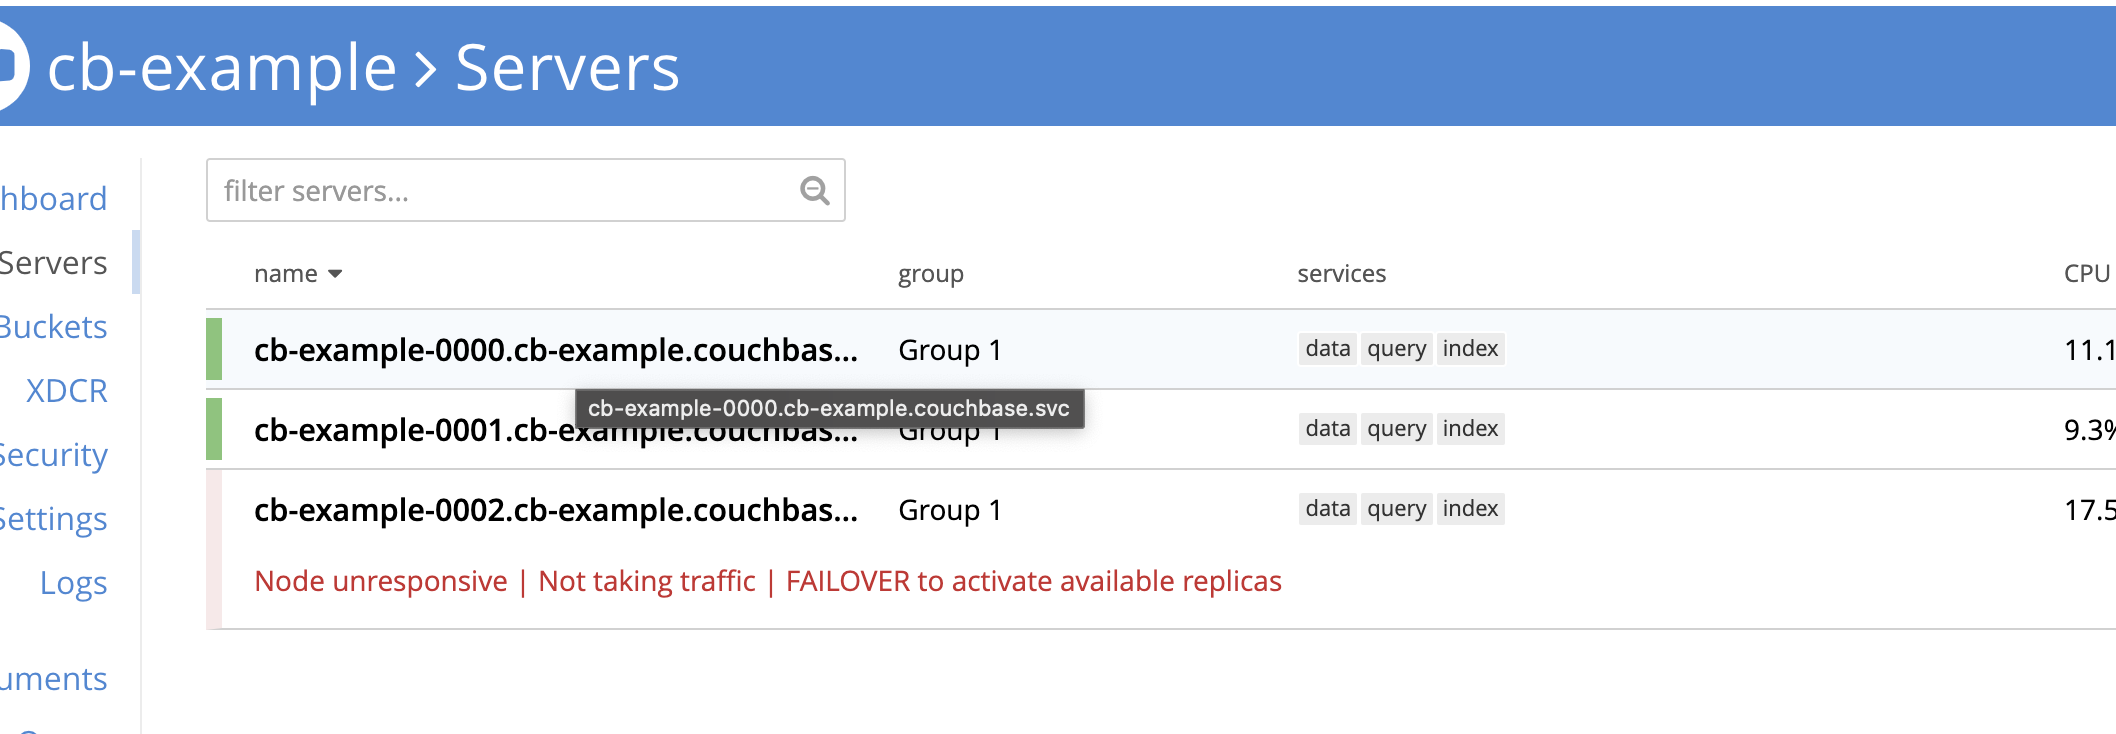 cb-example > Servers
filter servers...
hboard
Servers
Buckets
XDCR
Security
Settings
Logs
uments
name group services CPU
cb-example-0000.cb-example.couchbas... Group 1 data query index 11.1
cb-example-0000.cb-example.couchbase.svc
cb-example-0001.cb-example.couchbas... Group 1 data query index 9.3%
cb-example-0002.cb-example.couchbas... Group 1 data query index 17.5
Node unresponsive | Not taking traffic | FAILOVER to activate available replicas